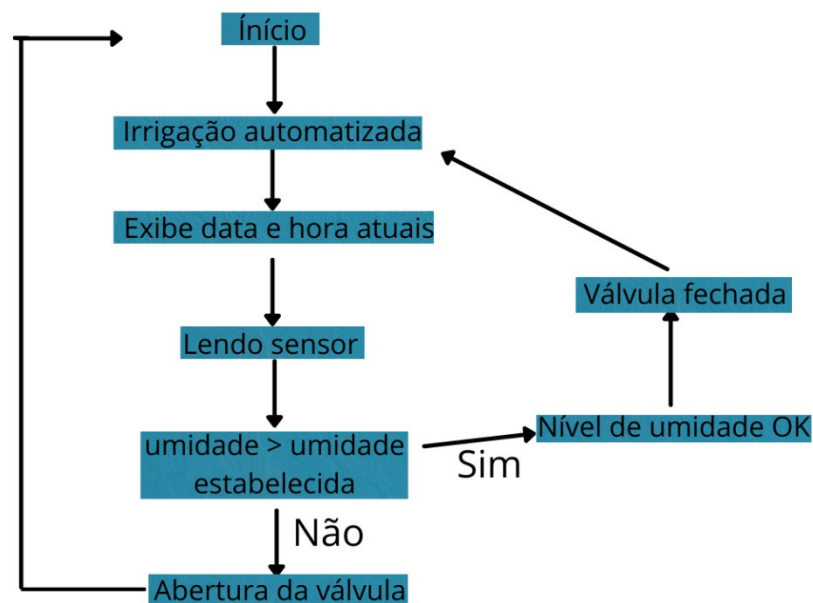 Ínício
Irrigação automatizada
Exibe data e hora atuais
Válvula fechada
Lendo sensor
umidade > umidade
estabelecida
Sim
Nível de umidade OK
Não
Abertura da válvula